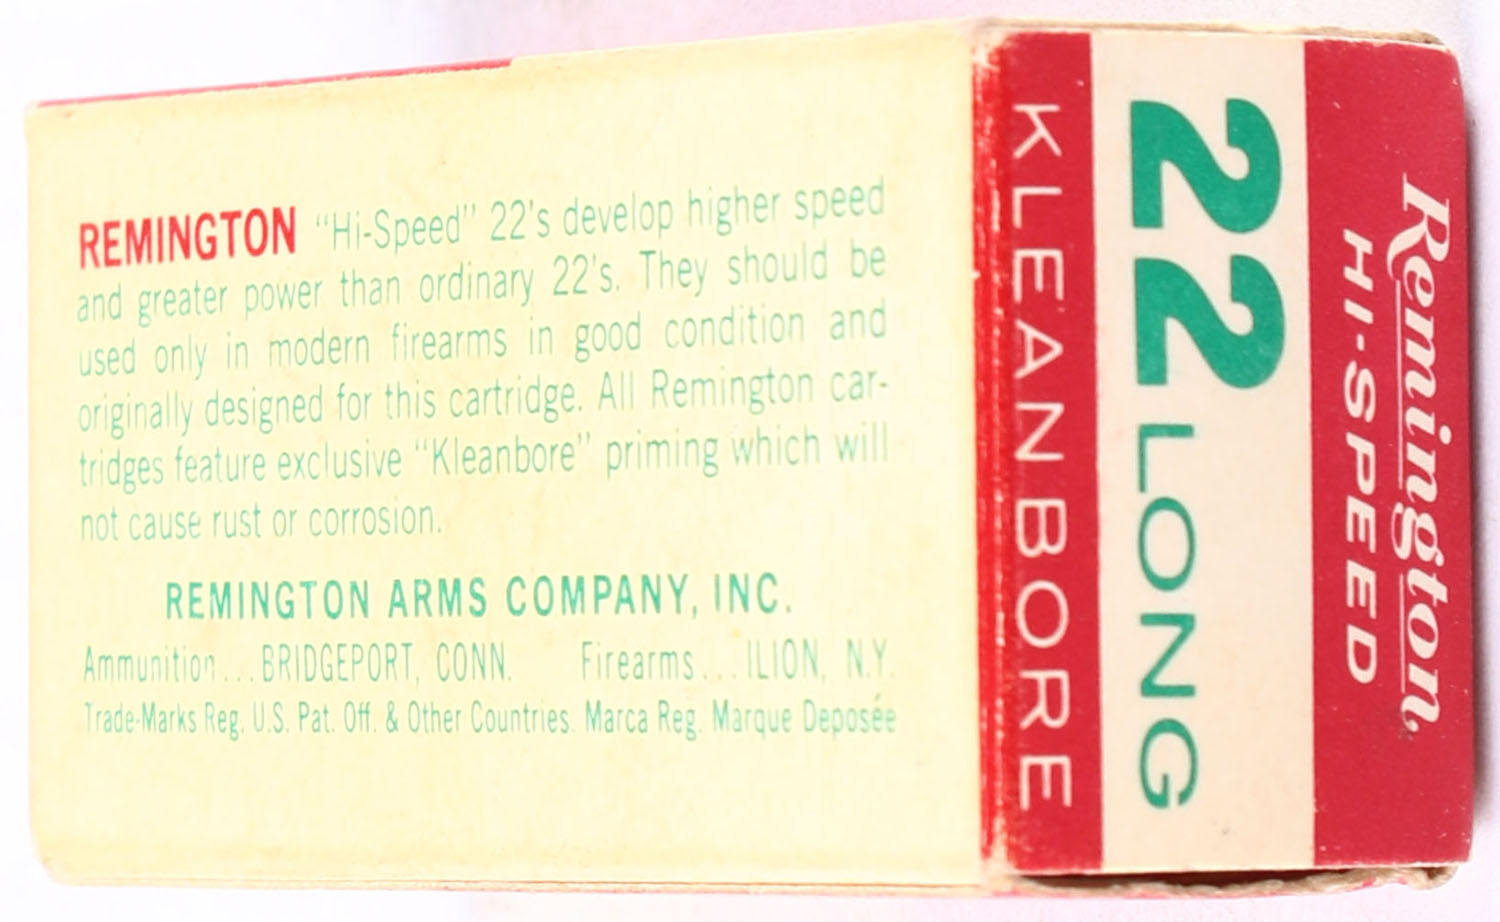 REMINGTON "Hi-Speed" 22's develop higher speed
and greater power than ordinary 22's. They should be
used only in modern firearms in good condition and
originally designed for this cartridge. All Remington car-
tridges feature exclusive "Kleanbore" priming which will
not cause rust or corrosion.
REMINGTON ARMS COMPANY, INC.
Ammunition... BRIDGEPORT, CONN. Firearms... ILION, N.Y.
Trade-Marks Reg. U.S. Pat. Off. & Other Countries. Marca Reg. Marque Deposée
Remington
HI-SPEED
22 LONG
KLEANBORE